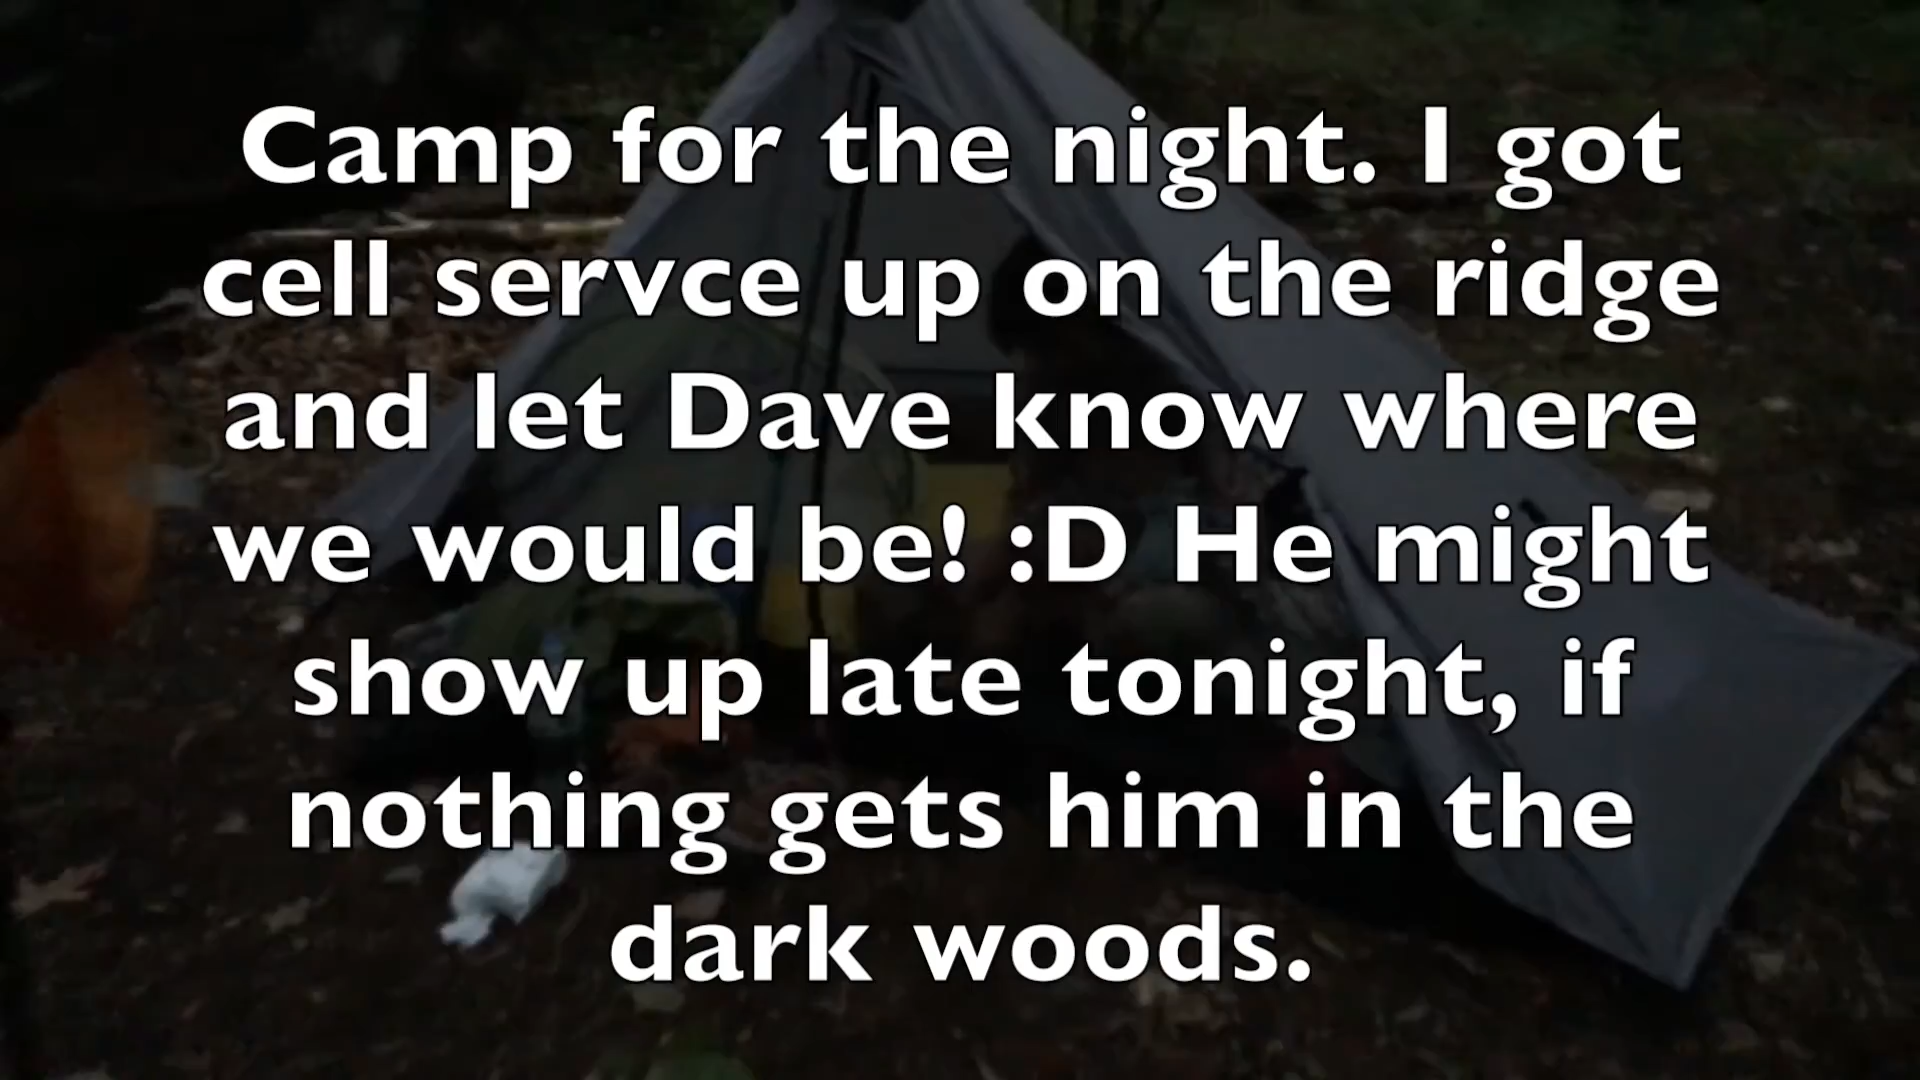 Camp for the night. I got
cell servce up on the ridge
and let Dave know where
we would be! :D He might
show up late tonight, if
nothing gets him in the
dark woods.